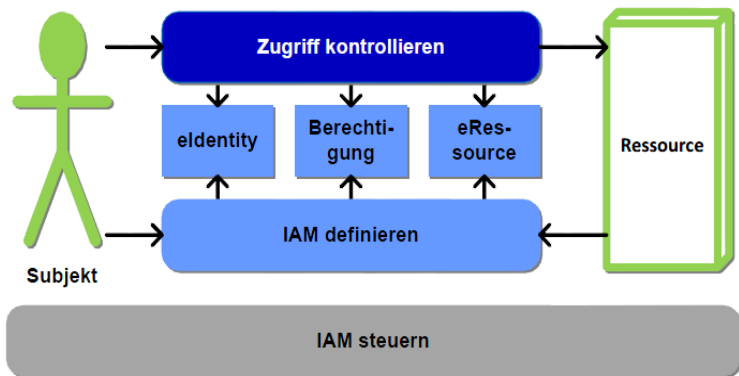 Zugriff kontrollieren
eIdentity
Berechti-
gung
eRes-
source
Ressource
IAM definieren
Subjekt
IAM steuern